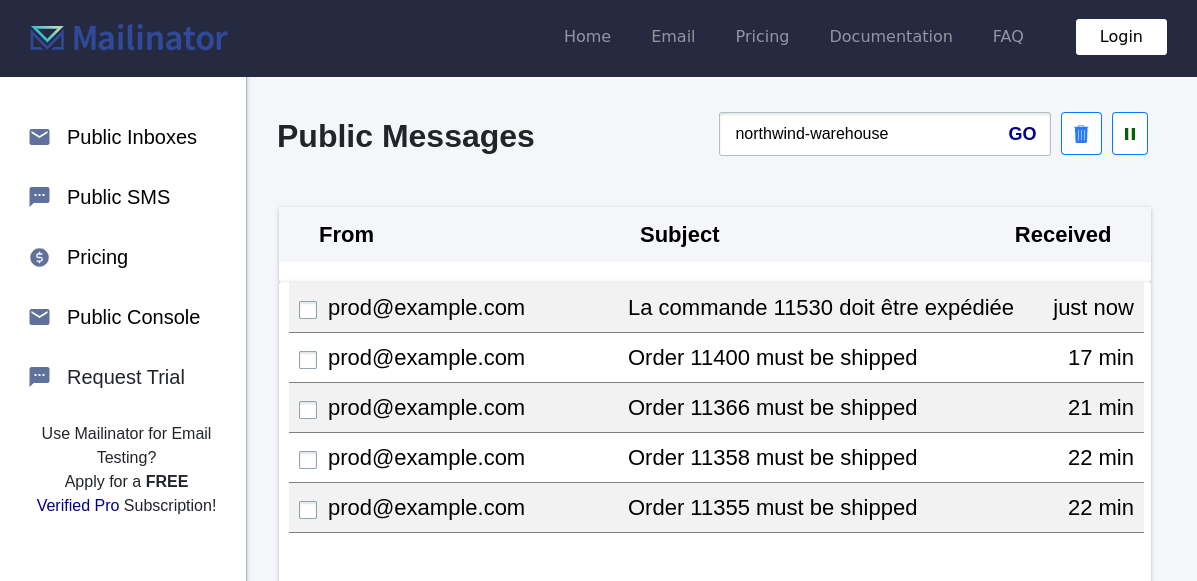 Mailinator
Home Email Pricing Documentation FAQ Login
Public Inboxes
Public SMS
Pricing
Public Console
Request Trial
Use Mailinator for Email
Testing?
Apply for a FREE
Verified Pro Subscription!
Public Messages
northwind-warehouse GO
From Subject Received
prod@example.com La commande 11530 doit être expédiée just now
prod@example.com Order 11400 must be shipped 17 min
prod@example.com Order 11366 must be shipped 21 min
prod@example.com Order 11358 must be shipped 22 min
prod@example.com Order 11355 must be shipped 22 min